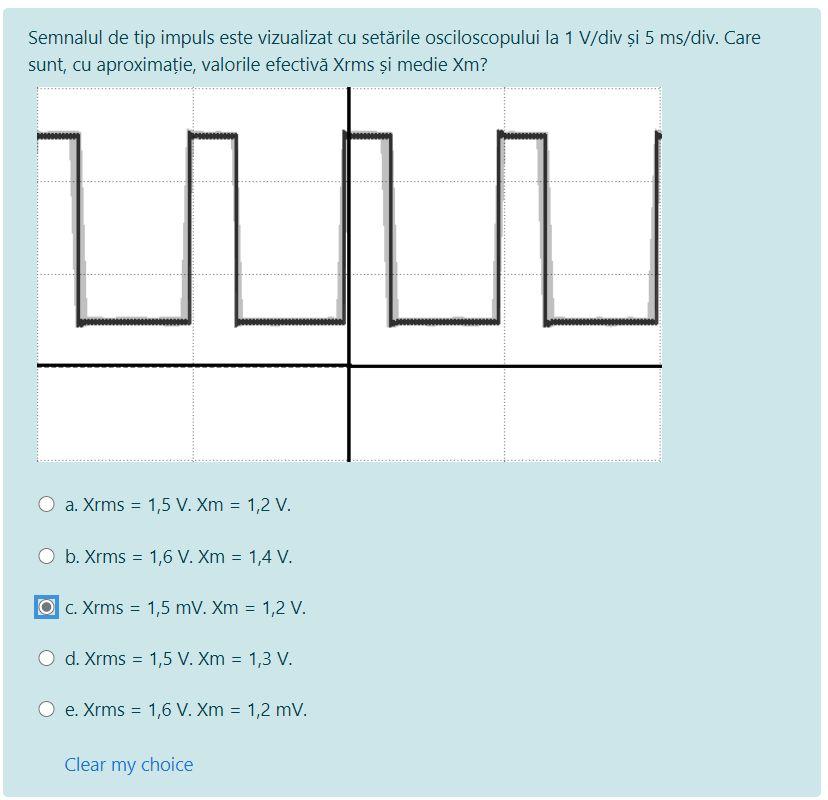 Semnalul de tip impuls este vizualizat cu setările osciloscopului la 1 V/div și 5 ms/div. Care
sunt, cu aproximație, valorile efectivă Xrms și medie Xm?
a. Xrms = 1,5 V. Xm = 1,2 V.
b. Xrms = 1,6 V. Xm = 1,4 V.
c. Xrms = 1,5 mV. Xm = 1,2 V.
d. Xrms = 1,5 V. Xm = 1,3 V.
e. Xrms = 1,6 V. Xm = 1,2 mV.
Clear my choice